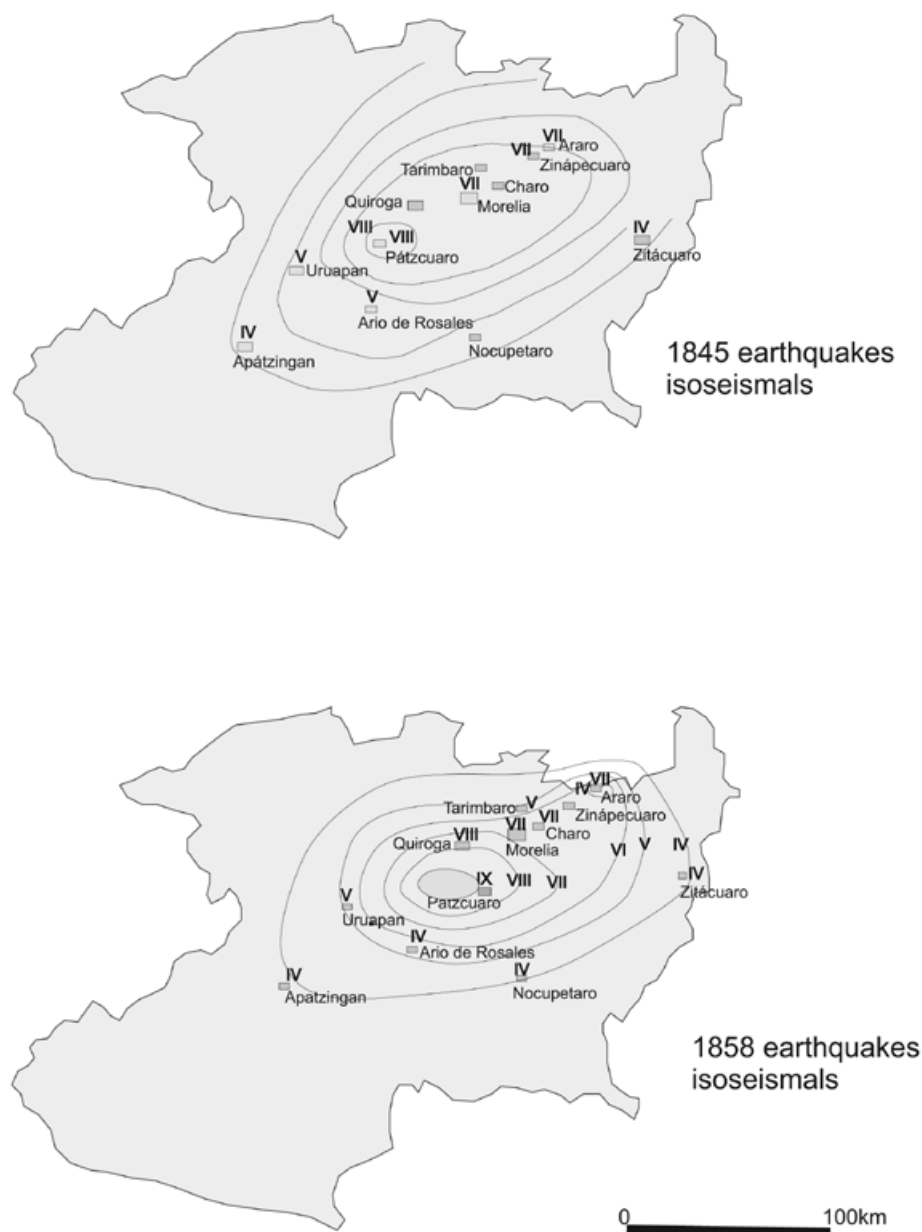 VII
Araro
VII
Zinápecuaro
Tarimbaro
Charo
VII
Morelia
Quiroga
VIII
VIII
Pátzcuaro
IV
Zitácuaro
V
Uruapan
V
Ario de Rosales
IV
Apátzingan
Nocupetaro
1845 earthquakes
isoseismals
VII
Araro
IV
Zinápecuaro
Tarimbaro
V
VII
Charo
VII
Morelia
Quiroga
VIII
VI
V
IV
IX
VIII
VII
Patzcuaro
IV
Zitácuaro
V
Uruapan
IV
Ario de Rosales
IV
Apatzingan
IV
Nocupetaro
1858 earthquakes
isoseismals
0
100km